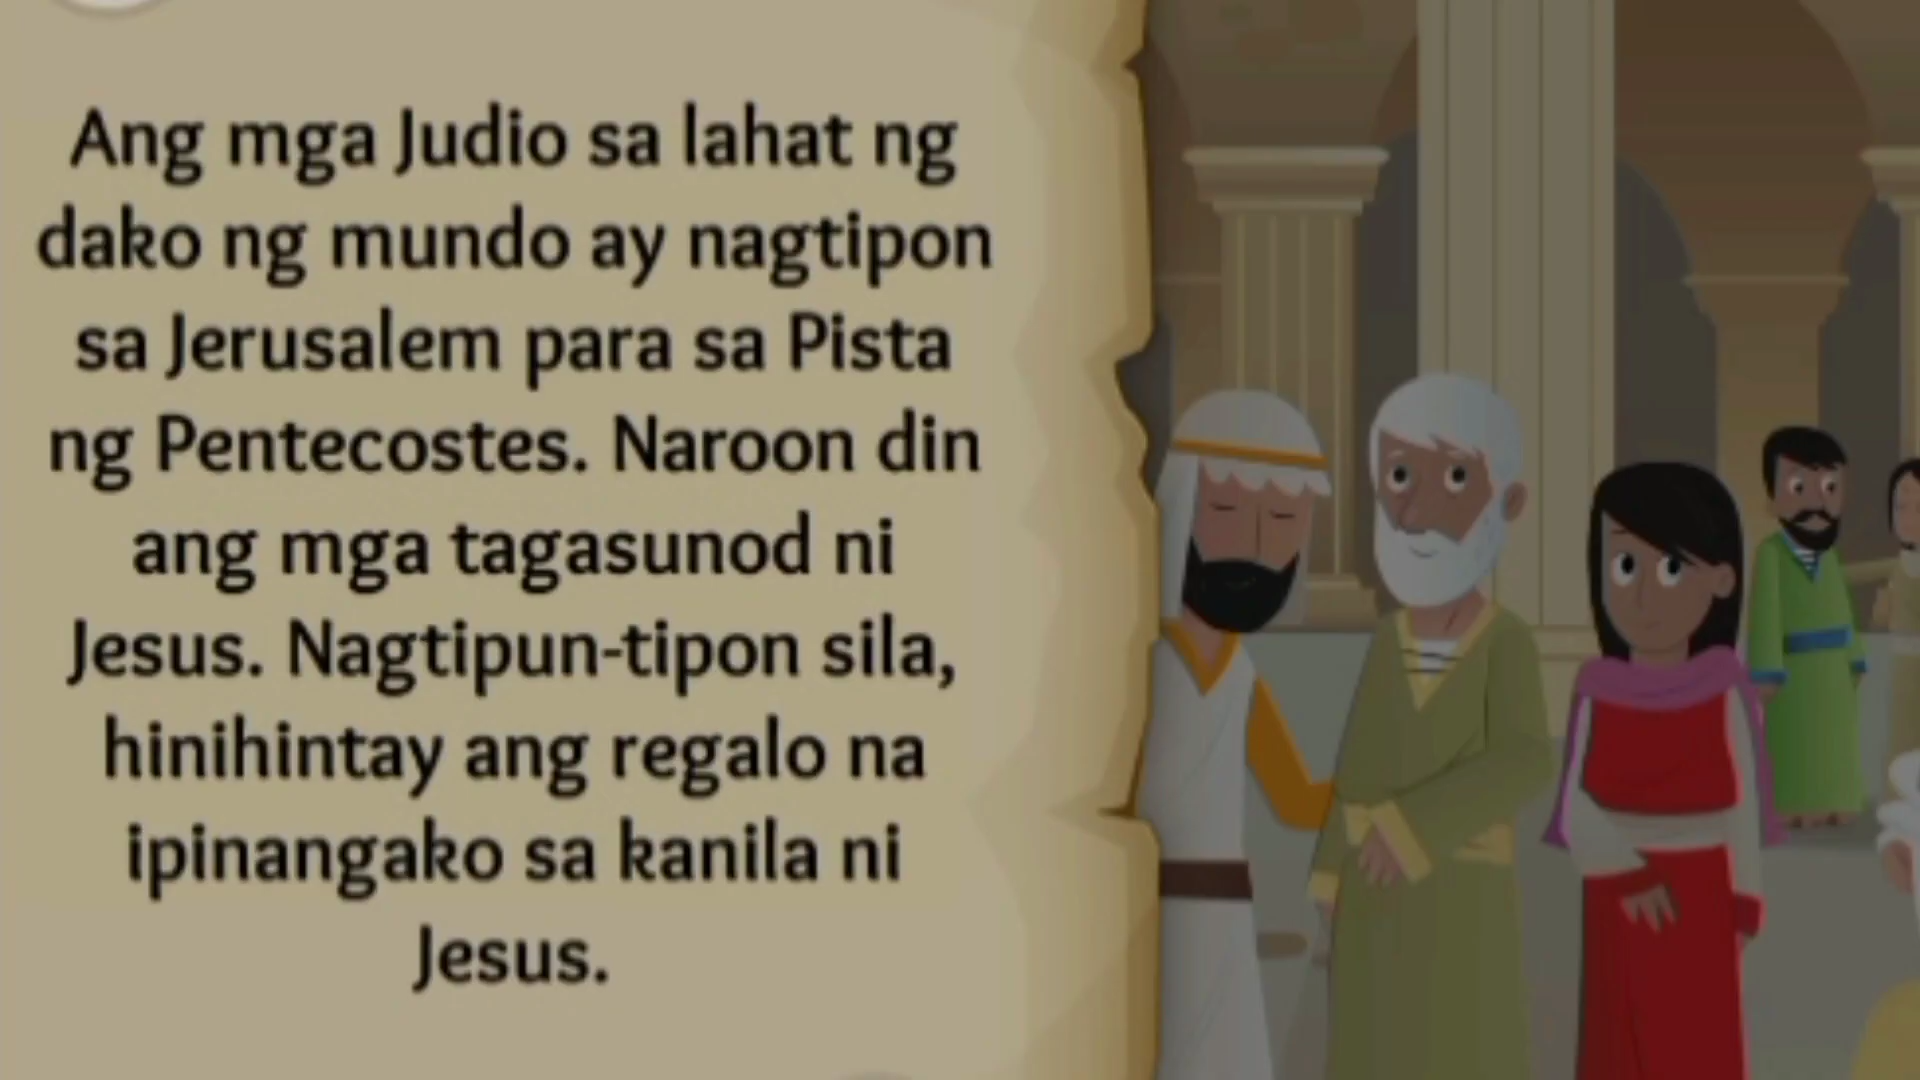 Ang mga Judio sa lahat ng
dako ng mundo ay nagtipon
sa Jerusalem para sa Pista
ng Pentecostes. Naroon din
ang mga tagasunod ni
Jesus. Nagtipun-tipon sila,
hinihintay ang regalo na
ipinangako sa kanila ni
Jesus.